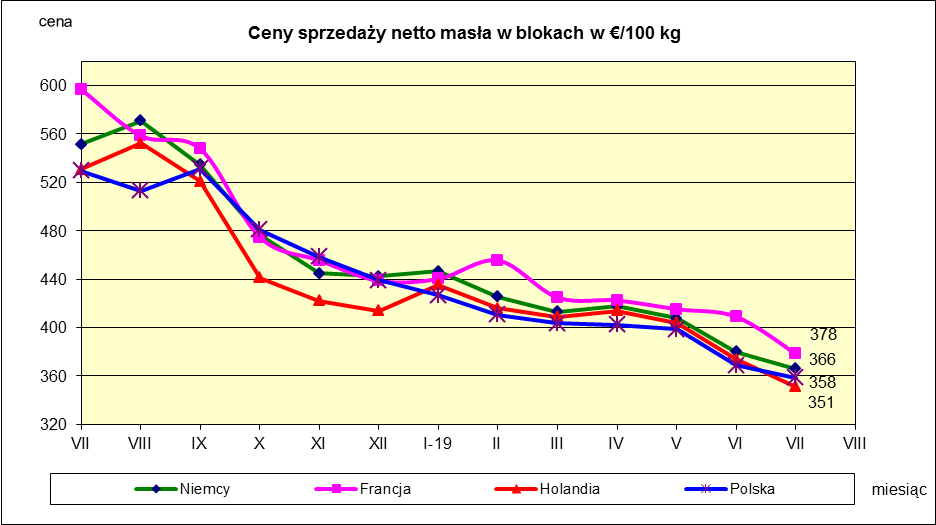 cena
Ceny sprzedaży netto masła w blokach w €/100 kg
600
560
520
480
440
400
360
320
378
366
358
351
VII VIII IX X XI XII I-19 II III IV V VI VII VIII
Niemcy Francja Holandia Polska
miesiąc